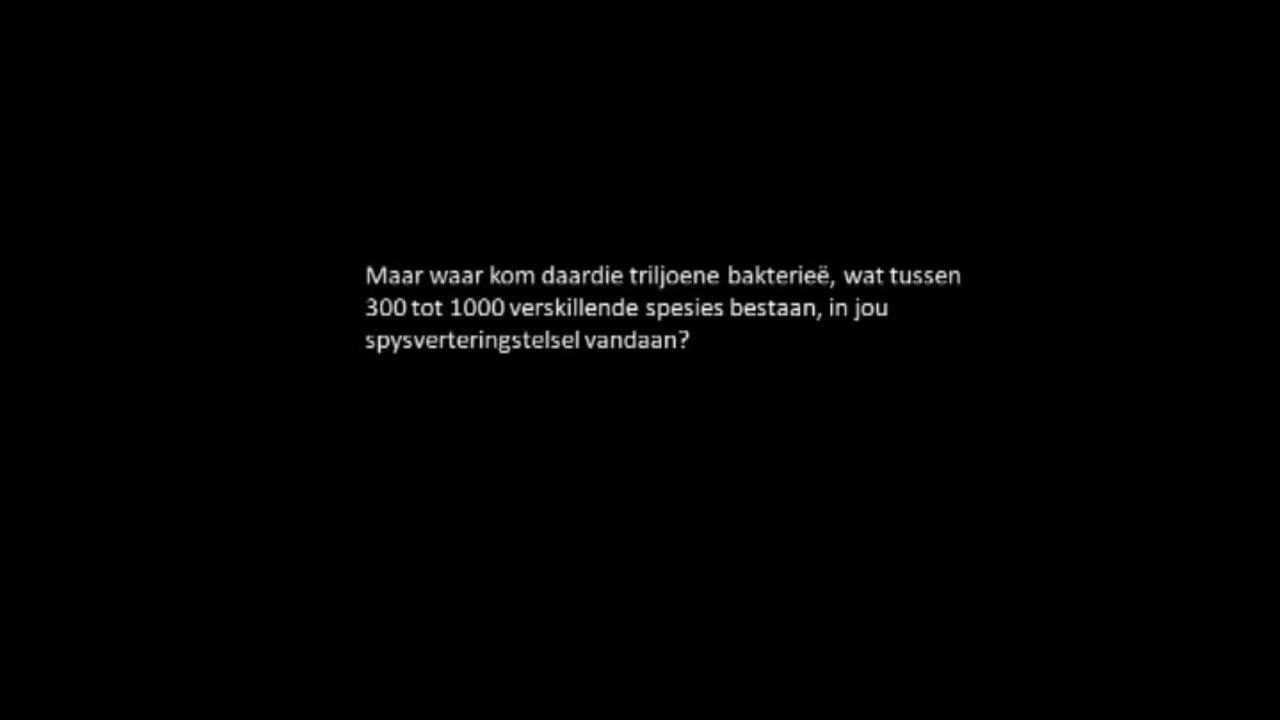 Maar waar kom daardie triljoene bakterieë, wat tussen
300 tot 1000 verskillende spesies bestaan, in jou
spysverteringstelsel vandaan?